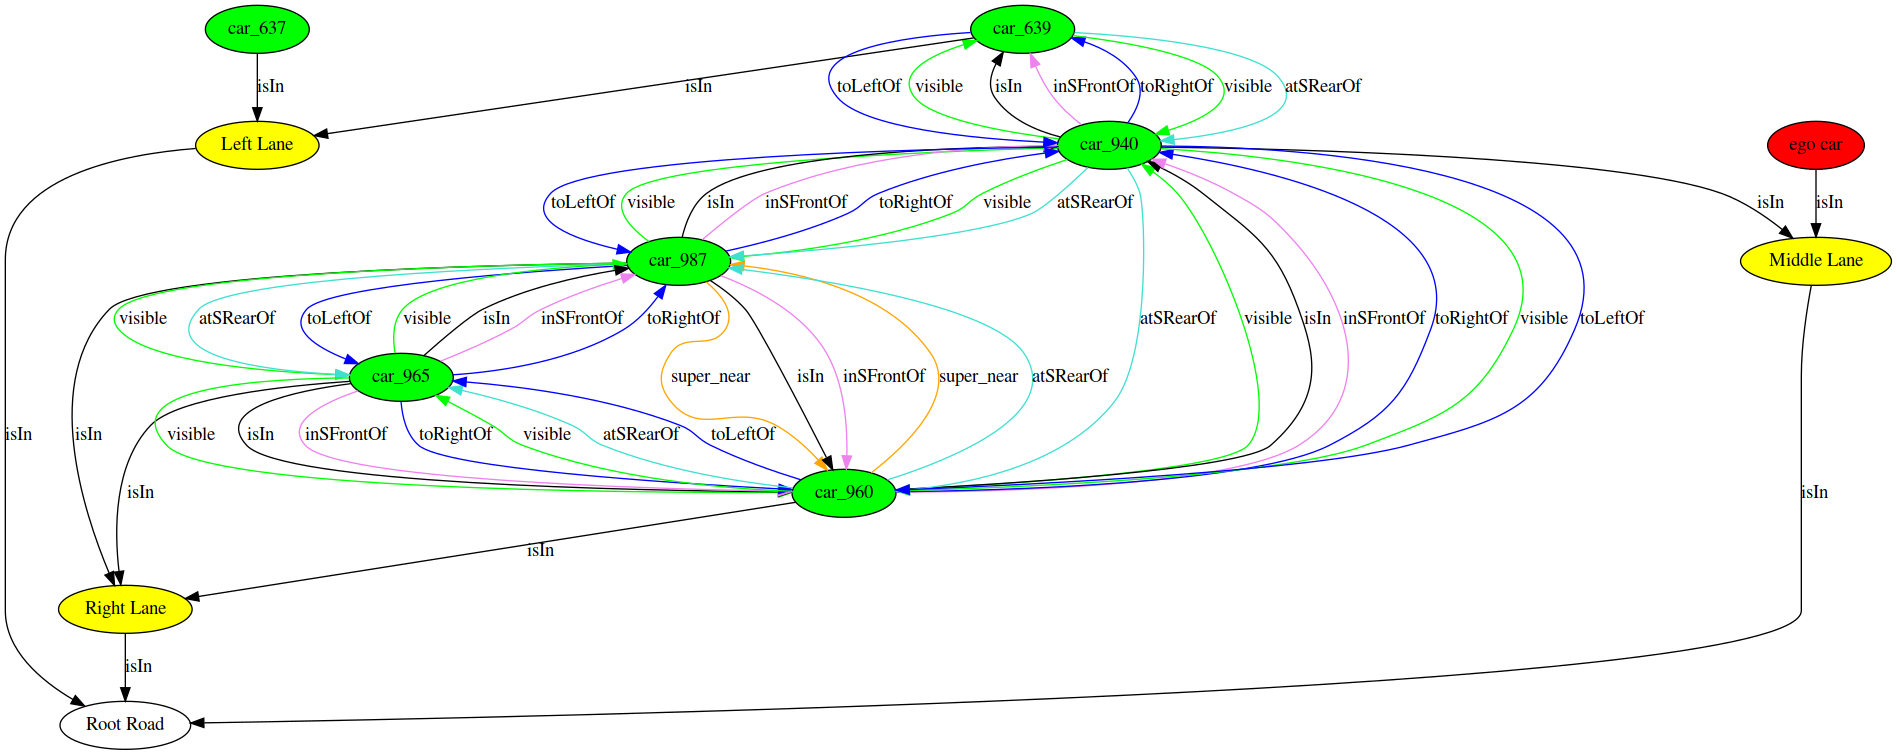 car_637
car_639
isIn
isIn
toLeftOf
visible
isIn
inSFrontOf
toRightOf
visible
atSRearOf
Left Lane
car_940
ego car
toLeftOf
visible
isIn
inSFrontOf
toRightOf
visible
atSRearOf
isIn
isIn
car_987
Middle Lane
visible
atSRearOf
toLeftOf
visible
isIn
inSFrontOf
toRightOf
atSRearOf
visible
isIn
inSFrontOf
toRightOf
visible
toLeftOf
car_965
super_near
isIn
inSFrontOf
super_near
atSRearOf
isIn
isIn
visible
isIn
inSFrontOf
toRightOf
visible
atSRearOf
toLeftOf
isIn
car_960
isIn
isIn
Right Lane
isIn
Root Road